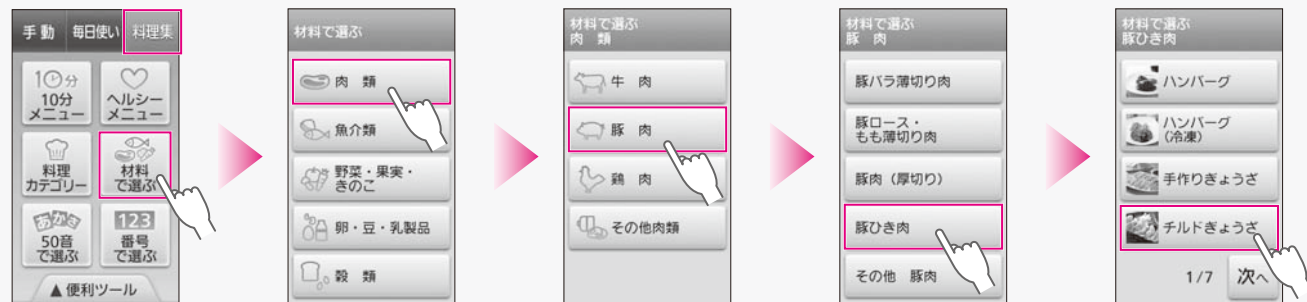 手動 毎日使い 料理集
10分
10分
メニュー
ヘルシー
メニュー
料理
カテゴリー
材料
で選ぶ
あかさ
50音
で選ぶ
123
番号
で選ぶ
▲便利ツール
材料で選ぶ
肉 類
魚介類
野菜・果実・
きのこ
卵・豆・乳製品
穀 類
材料で選ぶ
肉 類
牛 肉
豚 肉
鶏 肉
その他肉類
材料で選ぶ
豚 肉
豚バラ薄切り肉
豚ロース・
もも薄切り肉
豚肉(厚切り)
豚ひき肉
その他 豚肉
材料で選ぶ
豚ひき肉
ハンバーグ
ハンバーグ
(冷凍)
手作りぎょうざ
チルドぎょうざ
1/7 次へ